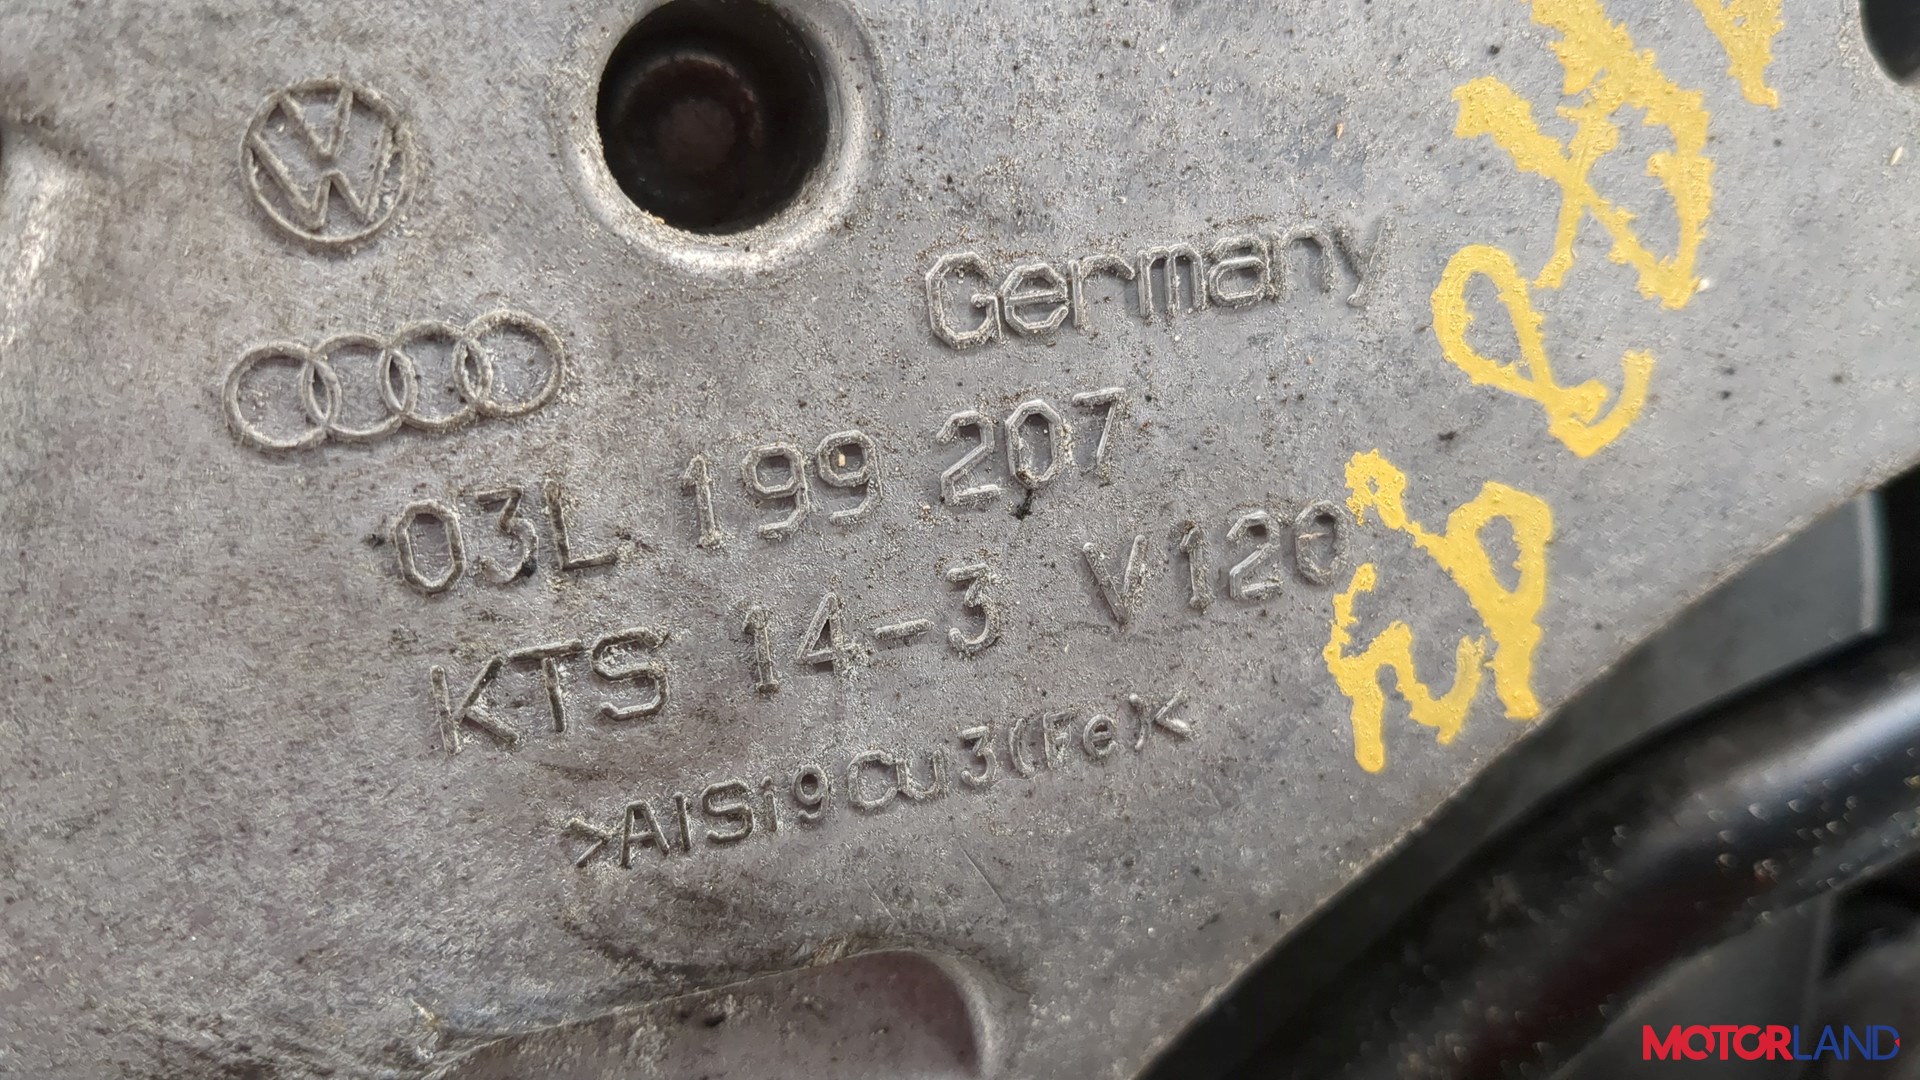 Germany
03L 199 207
KTS 14-3 V120
>AlSi9Cu3(Fe)<
MOTORLAND